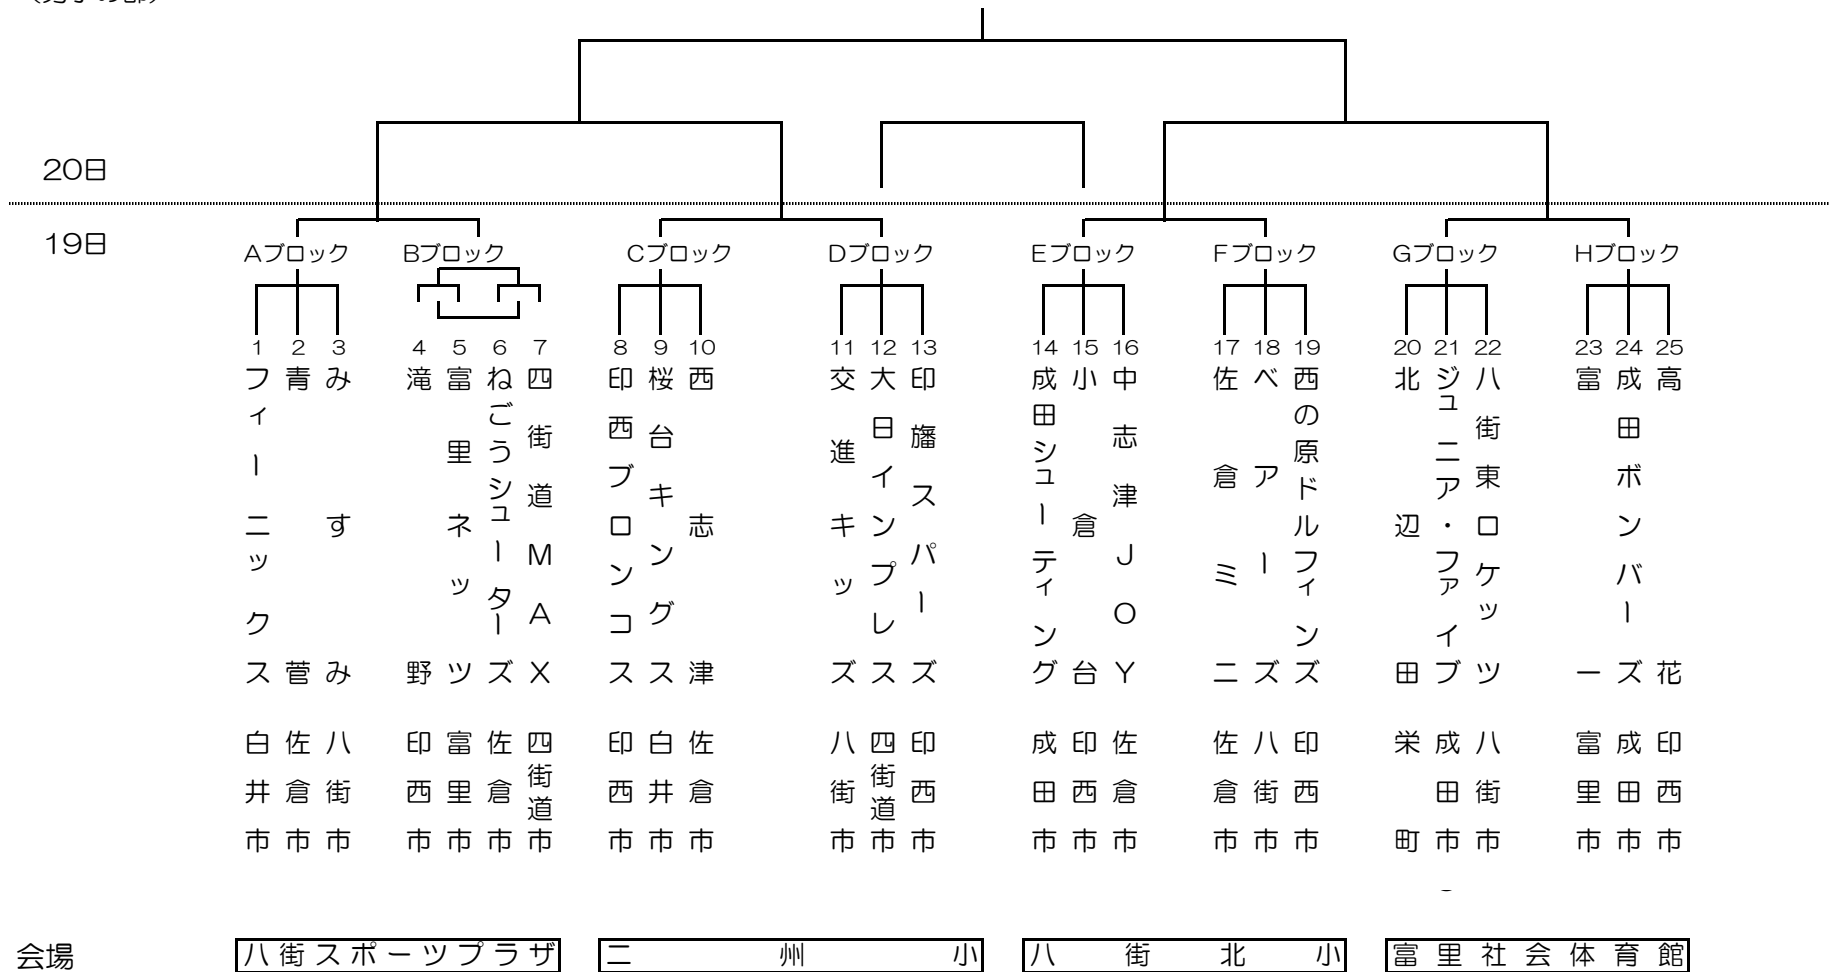 20日
19日
Aブロック Bブロック Cブロック Dブロック Eブロック Fブロック Gブロック Hブロック
1 フィーニックス 白井市
2 青菅 佐倉市
3 みすみ 八街市
4 滝野 印西市
5 富里ネッツ 富里市
6 ねごうシューターズ 佐倉市
7 四街道MAX 四街道市
8 印西ブロンコス 印西市
9 桜台キングス 白井市
10 西志津 佐倉市
11 交進キッズ 八街市
12 大日インプレス 四街道市
13 印旛スパーズ 印西市
14 成田シューティング 成田市
15 小倉台 印西市
16 中志津JOY 佐倉市
17 佐倉ミニ 佐倉市
18 ベアーズ 八街市
19 西の原ドルフィンズ 印西市
20 北辺田 栄町
21 ジュニア・ファイブ 成田市
22 八街東ロケッツ 八街市
23 富一 富里市
24 成田ボンバーズ 成田市
25 高花 印西市
会場 八街スポーツプラザ 二州小 八街北小 富里社会体育館